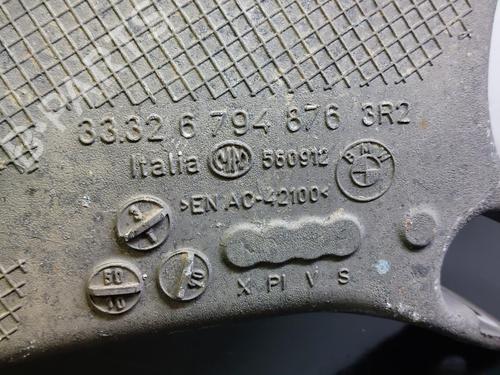 33.32 6 794 876 3R2
Italia 560912 BMW
>EN AC-42100<
X PI V S